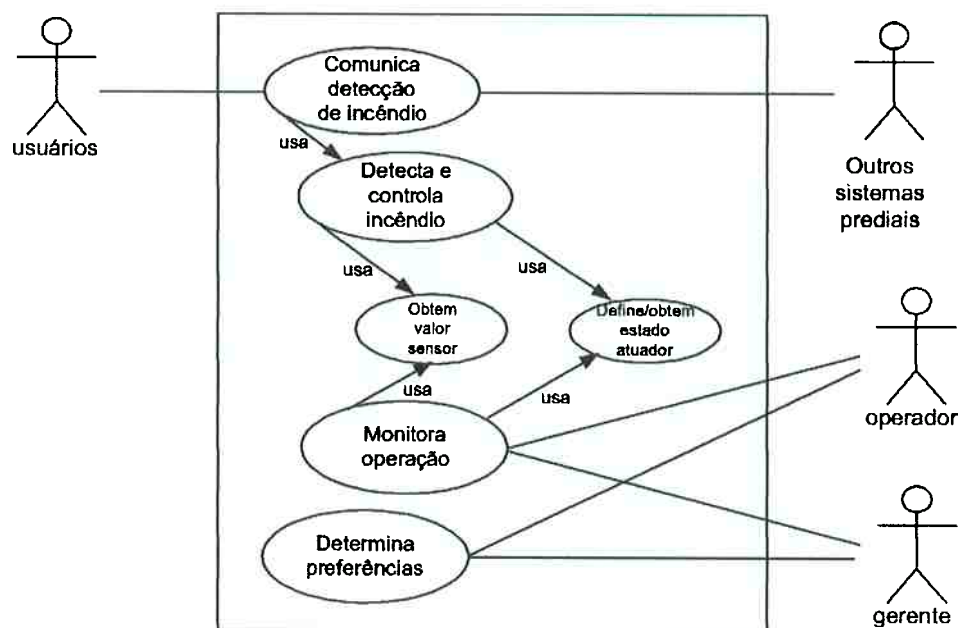 Comunica
detecção
de incêndio
usuários
usa
Detecta e
controla
incêndio
Outros
sistemas
prediais
usa
usa
Obtem
valor
sensor
Define/obtem
estado
atuador
usa
usa
operador
Monitora
operação
Determina
preferências
gerente